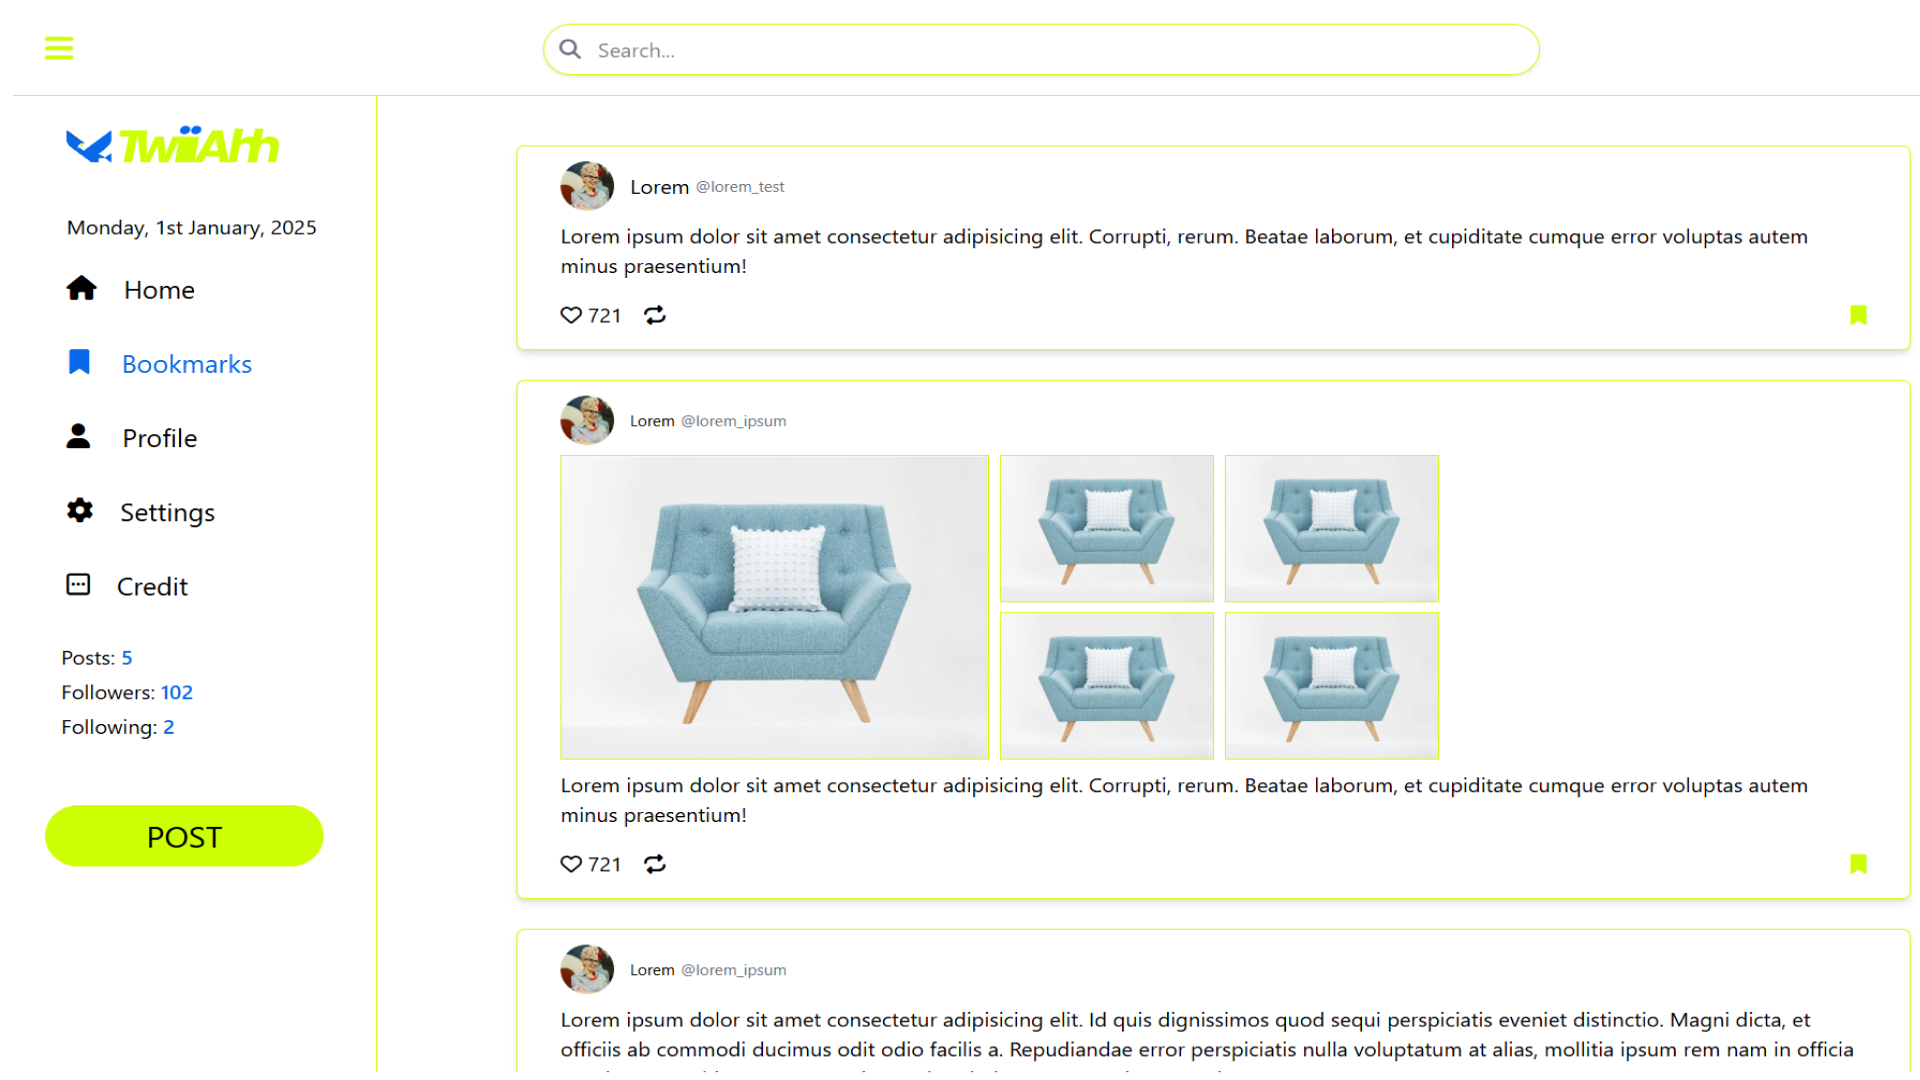 Search...
TwiiAhh
Monday, 1st January, 2025
Home
Bookmarks
Profile
Settings
Credit
Posts: 5
Followers: 102
Following: 2
POST
Lorem @lorem_test
Lorem ipsum dolor sit amet consectetur adipisicing elit. Corrupti, rerum. Beatae laborum, et cupiditate cumque error voluptas autem
minus praesentium!
721
Lorem @lorem_ipsum
Lorem ipsum dolor sit amet consectetur adipisicing elit. Corrupti, rerum. Beatae laborum, et cupiditate cumque error voluptas autem
minus praesentium!
721
Lorem @lorem_ipsum
Lorem ipsum dolor sit amet consectetur adipisicing elit. Id quis dignissimos quod sequi perspiciatis eveniet distinctio. Magni dicta, et
officiis ab commodi ducimus odit odio facilis a. Repudiandae error perspiciatis nulla voluptatum at alias, mollitia ipsum rem nam in officia